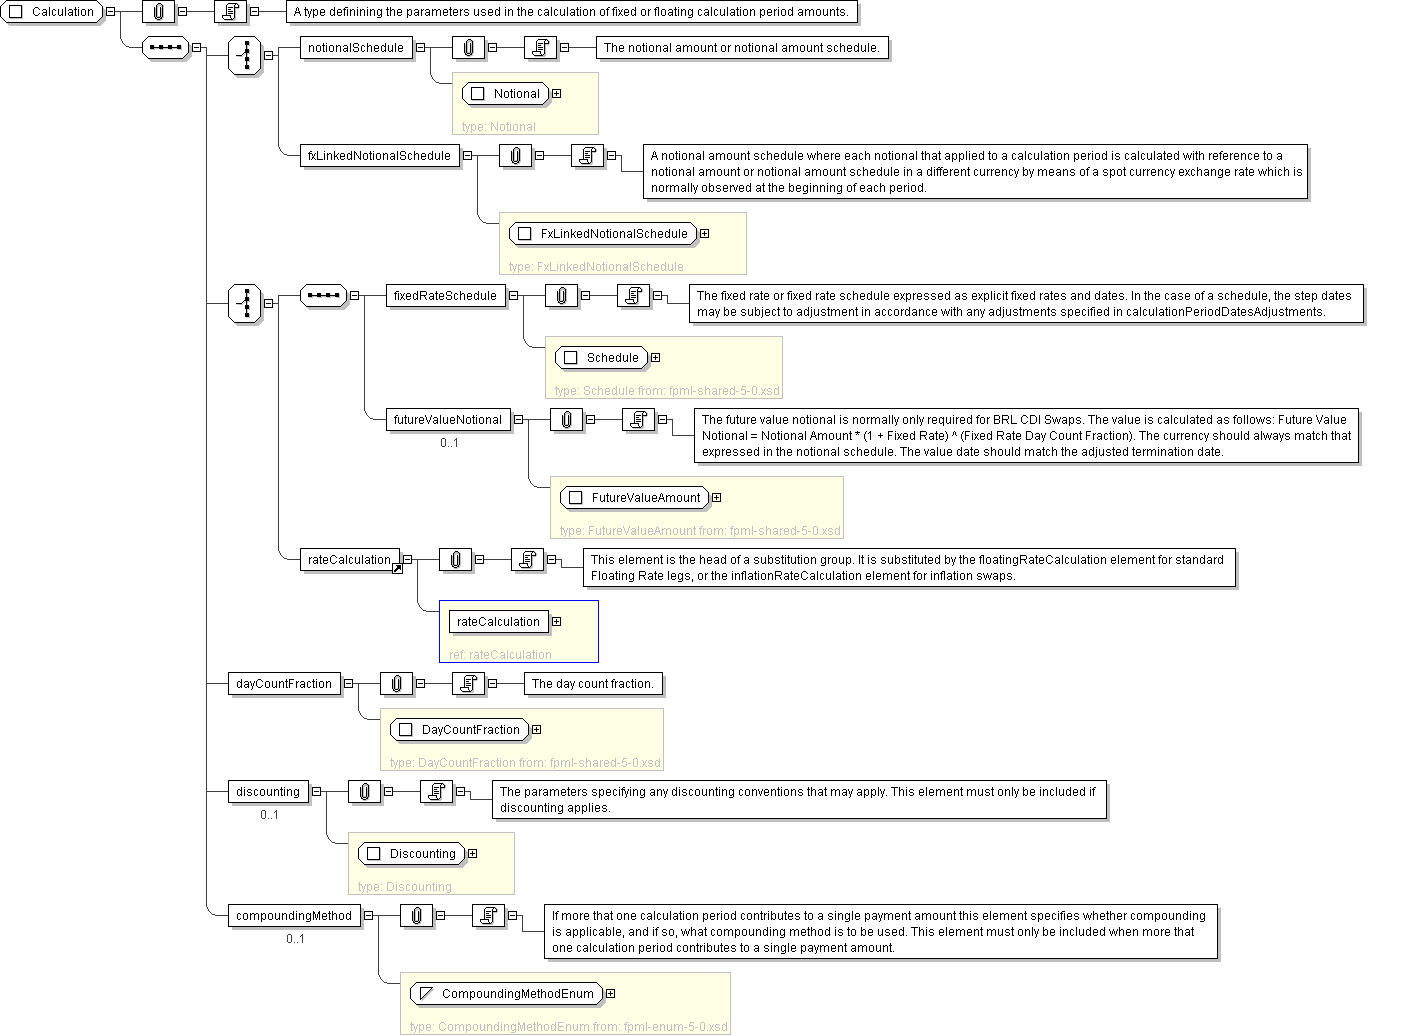 Calculation
A type definining the parameters used in the calculation of fixed or floating calculation period amounts.
notionalSchedule
The notional amount or notional amount schedule.
Notional
type: Notional
fxLinkedNotionalSchedule
A notional amount schedule where each notional that applied to a calculation period is calculated with reference to a
notional amount or notional amount schedule in a different currency by means of a spot currency exchange rate which is
normally observed at the beginning of each period.
FxLinkedNotionalSchedule
type: FxLinkedNotionalSchedule
fixedRateSchedule
The fixed rate or fixed rate schedule expressed as explicit fixed rates and dates. In the case of a schedule, the step dates
may be subject to adjustment in accordance with any adjustments specified in calculationPeriodDatesAdjustments.
Schedule
type: Schedule from: fpml-shared-5-0.xsd
futureValueNotional
0..1
The future value notional is normally only required for BRL CDI Swaps. The value is calculated as follows: Future Value
Notional = Notional Amount * (1 + Fixed Rate) ^ (Fixed Rate Day Count Fraction). The currency should always match that
expressed in the notional schedule. The value date should match the adjusted termination date.
FutureValueAmount
type: FutureValueAmount from: fpml-shared-5-0.xsd
rateCalculation
This element is the head of a substitution group. It is substituted by the floatingRateCalculation element for standard
Floating Rate legs, or the inflationRateCalculation element for inflation swaps.
rateCalculation
ref: rateCalculation
dayCountFraction
The day count fraction.
DayCountFraction
type: DayCountFraction from: fpml-shared-5-0.xsd
discounting
0..1
The parameters specifying any discounting conventions that may apply. This element must only be included if
discounting applies.
Discounting
type: Discounting
compoundingMethod
0..1
If more that one calculation period contributes to a single payment amount this element specifies whether compounding
is applicable, and if so, what compounding method is to be used. This element must only be included when more that
one calculation period contributes to a single payment amount.
CompoundingMethodEnum
type: CompoundingMethodEnum from: fpml-enum-5-0.xsd